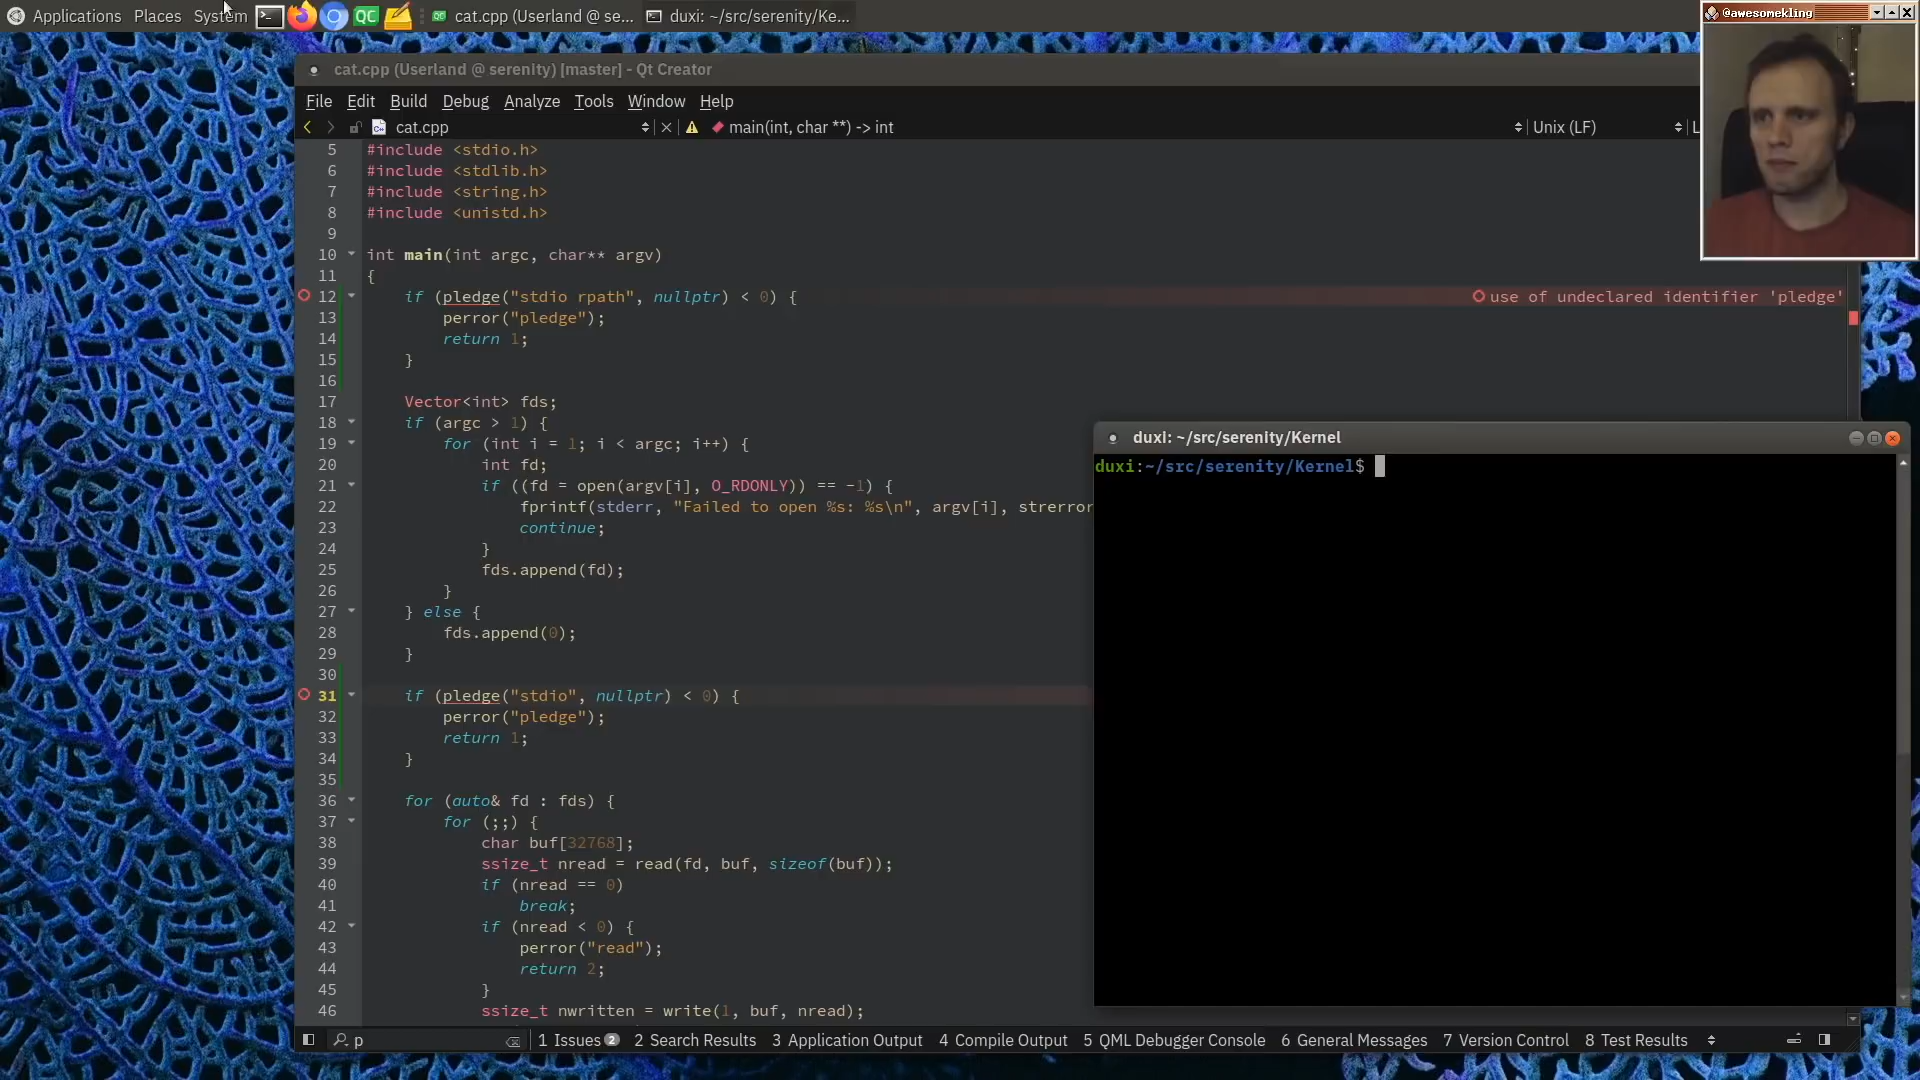 Applications Places System cat.cpp (Userland @ se... duxi: ~/src/serenity/Ke...
@awesomekling
cat.cpp (Userland @ serenity) [master] - Qt Creator
File Edit Build Debug Analyze Tools Window Help
cat.cpp main(int, char **) -> int Unix (LF)
5 #include <stdio.h>
6 #include <stdlib.h>
7 #include <string.h>
8 #include <unistd.h>
9
10 int main(int argc, char** argv)
11 {
12 if (pledge("stdio rpath", nullptr) < 0) { use of undeclared identifier 'pledge'
13 perror("pledge");
14 return 1;
15 }
16
17 Vector<int> fds;
18 if (argc > 1) {
19 for (int i = 1; i < argc; i++) {
20 int fd;
21 if ((fd = open(argv[i], O_RDONLY)) == -1) {
22 fprintf(stderr, "Failed to open %s: %s\n", argv[i], strerror
23 continue;
24 }
25 fds.append(fd);
26 }
27 } else {
28 fds.append(0);
29 }
30
31 if (pledge("stdio", nullptr) < 0) {
32 perror("pledge");
33 return 1;
34 }
35
36 for (auto& fd : fds) {
37 for (;;) {
38 char buf[32768];
39 ssize_t nread = read(fd, buf, sizeof(buf));
40 if (nread == 0)
41 break;
42 if (nread < 0) {
43 perror("read");
44 return 2;
45 }
46 ssize_t nwritten = write(1, buf, nread);
duxi: ~/src/serenity/Kernel
duxi:~/src/serenity/Kernel$
p 1 Issues 2 2 Search Results 3 Application Output 4 Compile Output 5 QML Debugger Console 6 General Messages 7 Version Control 8 Test Results